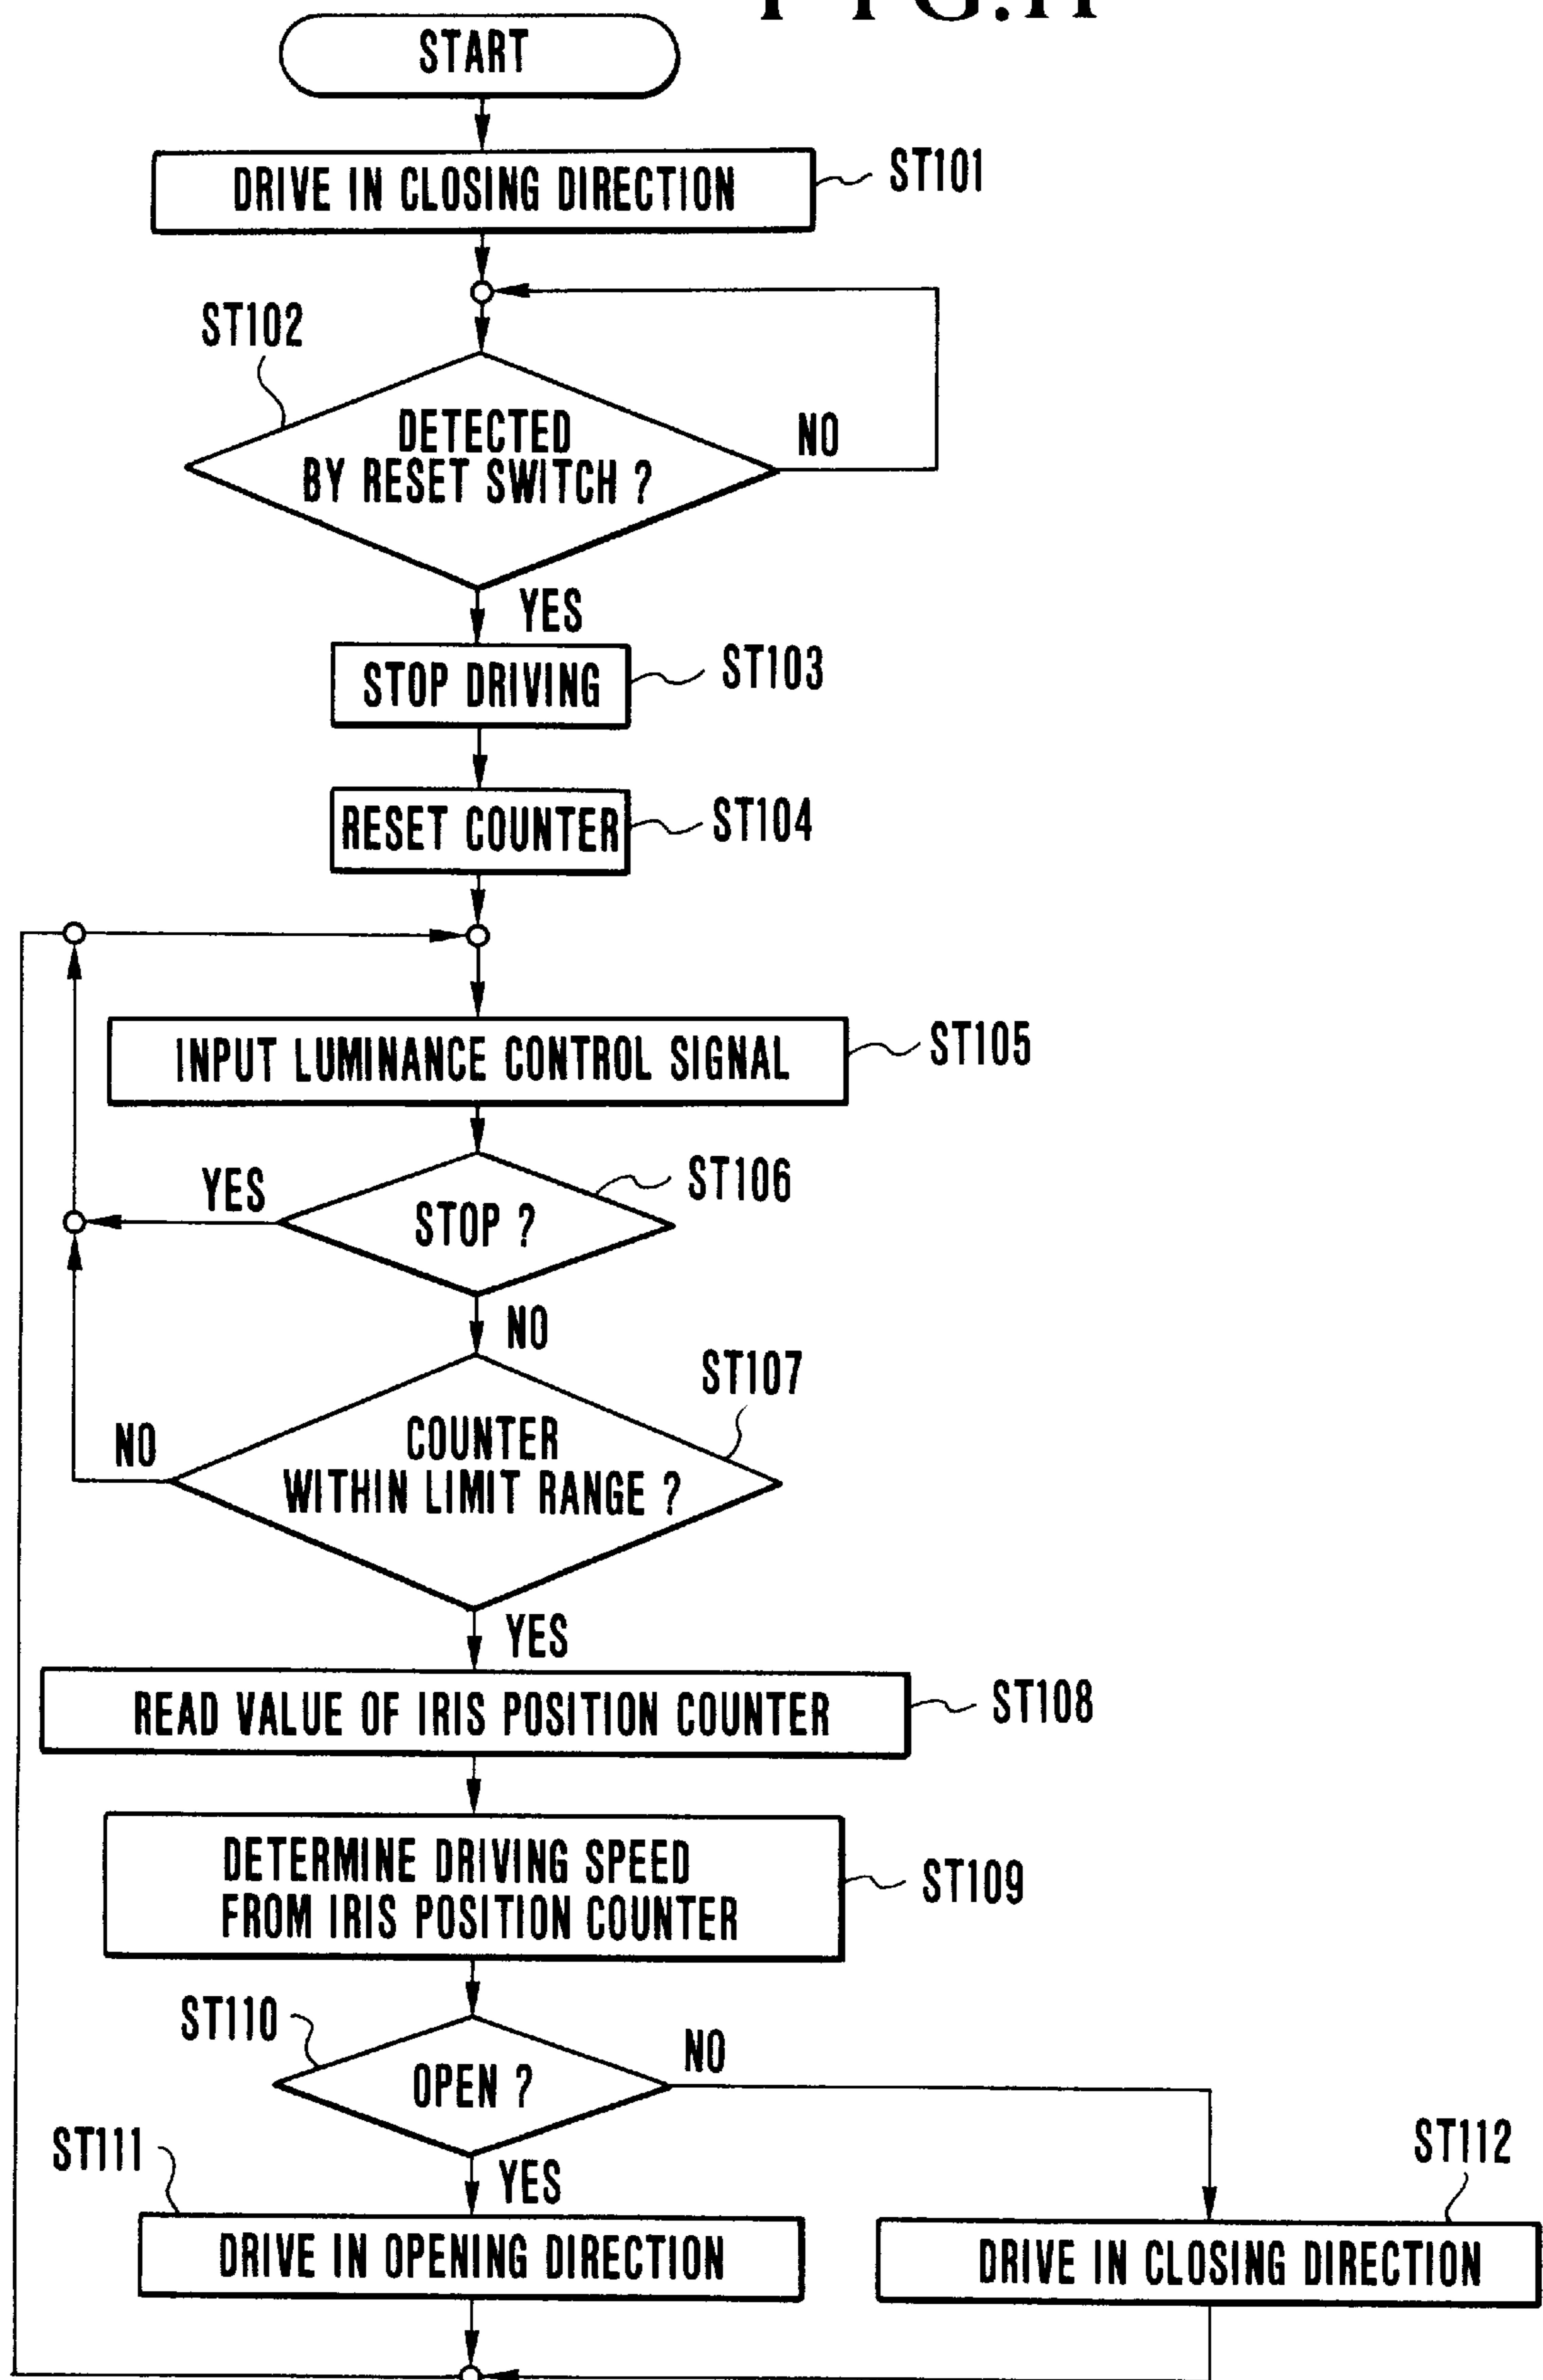 START
DRIVE IN CLOSING DIRECTION
ST101
ST102
DETECTED
BY RESET SWITCH ?
NO
YES
STOP DRIVING
ST103
RESET COUNTER
ST104
INPUT LUMINANCE CONTROL SIGNAL
ST105
YES
STOP ?
ST106
NO
ST107
NO
COUNTER
WITHIN LIMIT RANGE ?
YES
READ VALUE OF IRIS POSITION COUNTER
ST108
DETERMINE DRIVING SPEED
FROM IRIS POSITION COUNTER
ST109
ST110
OPEN ?
NO
ST111
YES
ST112
DRIVE IN OPENING DIRECTION
DRIVE IN CLOSING DIRECTION